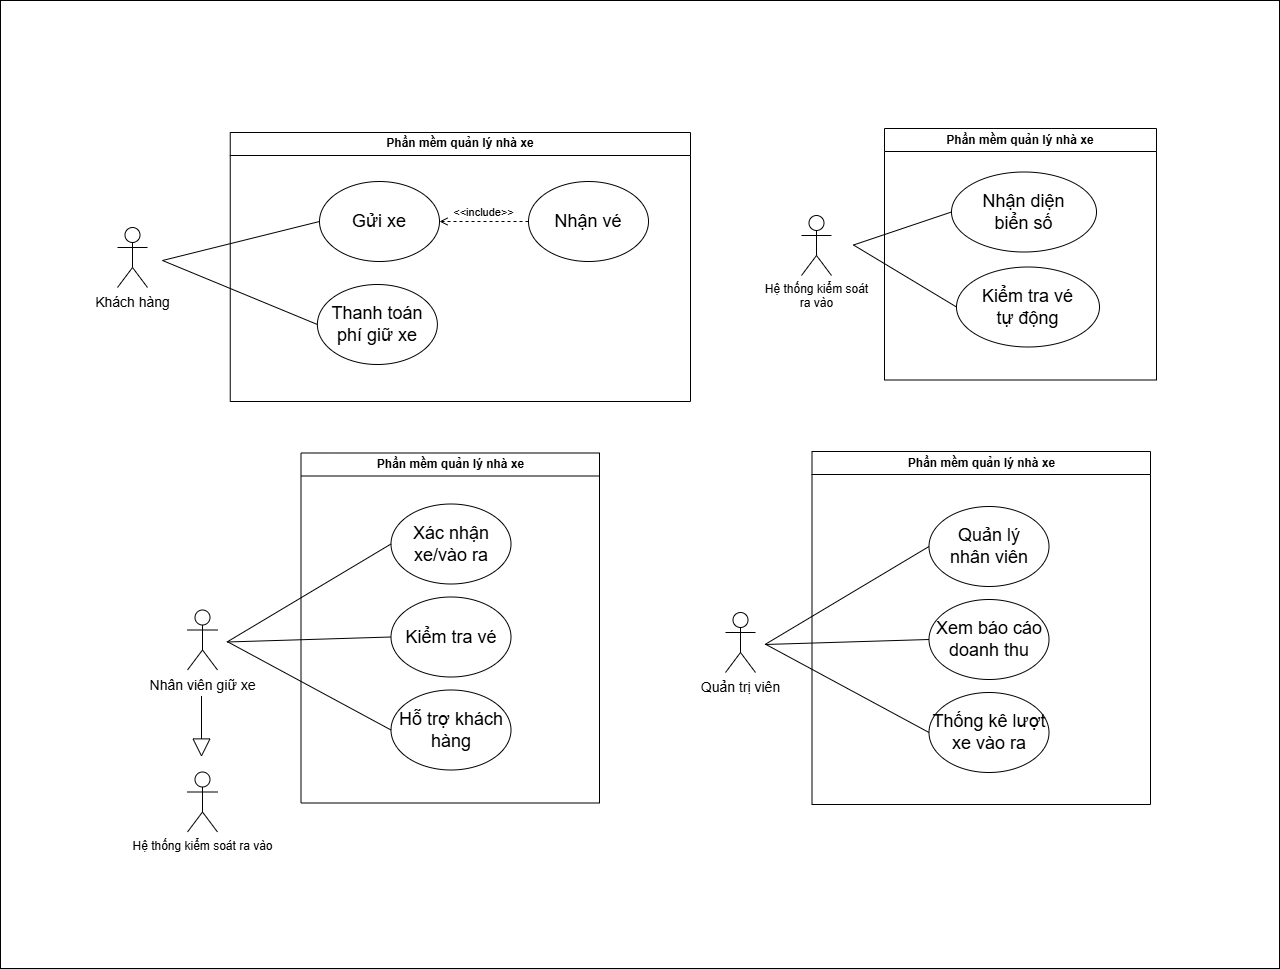 Phần mềm quản lý nhà xe
Gửi xe
<<include>>
Nhận vé
Khách hàng
Thanh toán
phí giữ xe
Phần mềm quản lý nhà xe
Nhận diện
biển số
Hệ thống kiểm soát
ra vào
Kiểm tra vé
tự động
Phần mềm quản lý nhà xe
Xác nhận
xe/vào ra
Kiểm tra vé
Nhân viên giữ xe
Hỗ trợ khách
hàng
Hệ thống kiểm soát ra vào
Phần mềm quản lý nhà xe
Quản lý
nhân viên
Xem báo cáo
doanh thu
Quản trị viên
Thống kê lượt
xe vào ra